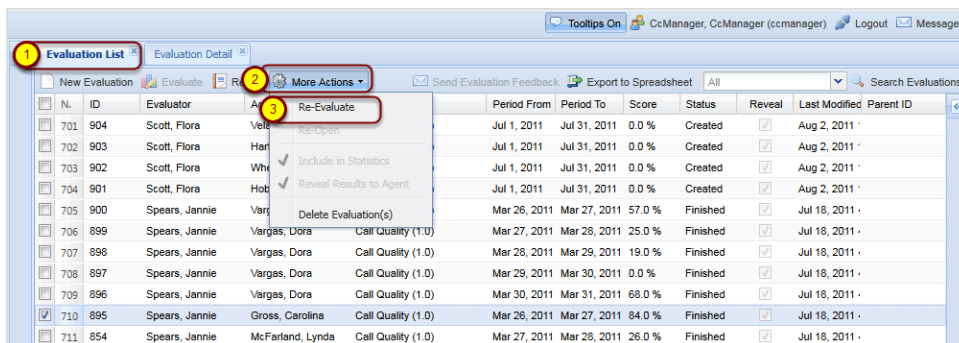 Tooltips On CcManager, CcManager (ccmanager) Logout Message
1 Evaluation List Evaluation Detail
New Evaluation Evaluate 2 More Actions Send Evaluation Feedback Export to Spreadsheet All Search Evaluations
N. ID Evaluator Period From Period To Score Status Reveal Last Modified Parent ID
3 Re-Evaluate
701 904 Scott, Flora Jul 1, 2011 Jul 31, 2011 0.0 % Created Aug 2, 2011
Re-Open
702 903 Scott, Flora Jul 1, 2011 Jul 31, 2011 0.0 % Created Aug 2, 2011
Include in Statistics
703 902 Scott, Flora Jul 1, 2011 Jul 31, 2011 0.0 % Created Aug 2, 2011
Reveal Results to Agent
704 901 Scott, Flora Jul 1, 2011 Jul 31, 2011 0.0 % Created Aug 2, 2011
Delete Evaluation(s)
705 900 Spears, Jannie Mar 26, 2011 Mar 27, 2011 57.0 % Finished Jul 18, 2011
706 899 Spears, Jannie Vargas, Dora Call Quality (1.0) Mar 27, 2011 Mar 28, 2011 25.0 % Finished Jul 18, 2011
707 898 Spears, Jannie Vargas, Dora Call Quality (1.0) Mar 28, 2011 Mar 29, 2011 19.0 % Finished Jul 18, 2011
708 897 Spears, Jannie Vargas, Dora Call Quality (1.0) Mar 29, 2011 Mar 30, 2011 0.0 % Finished Jul 18, 2011
709 896 Spears, Jannie Vargas, Dora Call Quality (1.0) Mar 30, 2011 Mar 31, 2011 68.0 % Finished Jul 18, 2011
710 895 Spears, Jannie Gross, Carolina Call Quality (1.0) Mar 26, 2011 Mar 27, 2011 84.0 % Finished Jul 18, 2011
711 854 Spears, Jannie McFarland, Lynda Call Quality (1.0) Mar 27, 2011 Mar 28, 2011 26.0 % Finished Jul 18, 2011